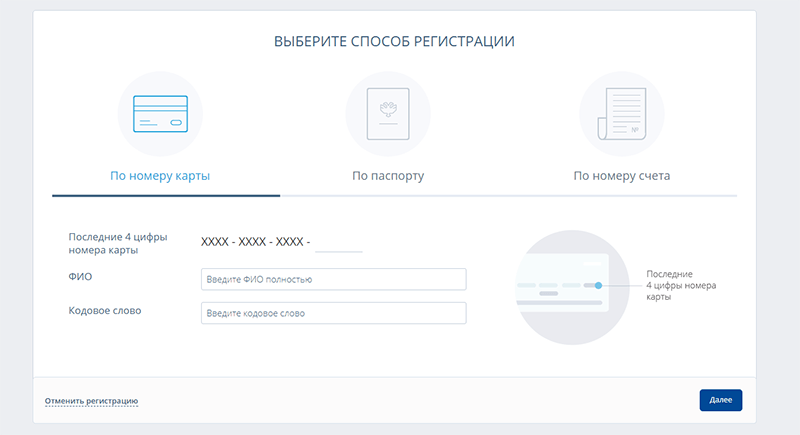 ВЫБЕРИТЕ СПОСОБ РЕГИСТРАЦИИ
№
По номеру карты
По паспорту
По номеру счета
Последние 4 цифры
номера карты
XXXX - XXXX - XXXX -
ФИО
Введите ФИО полностью
Кодовое слово
Введите кодовое слово
Последние
4 цифры номера
карты
Отменить регистрацию
Далее